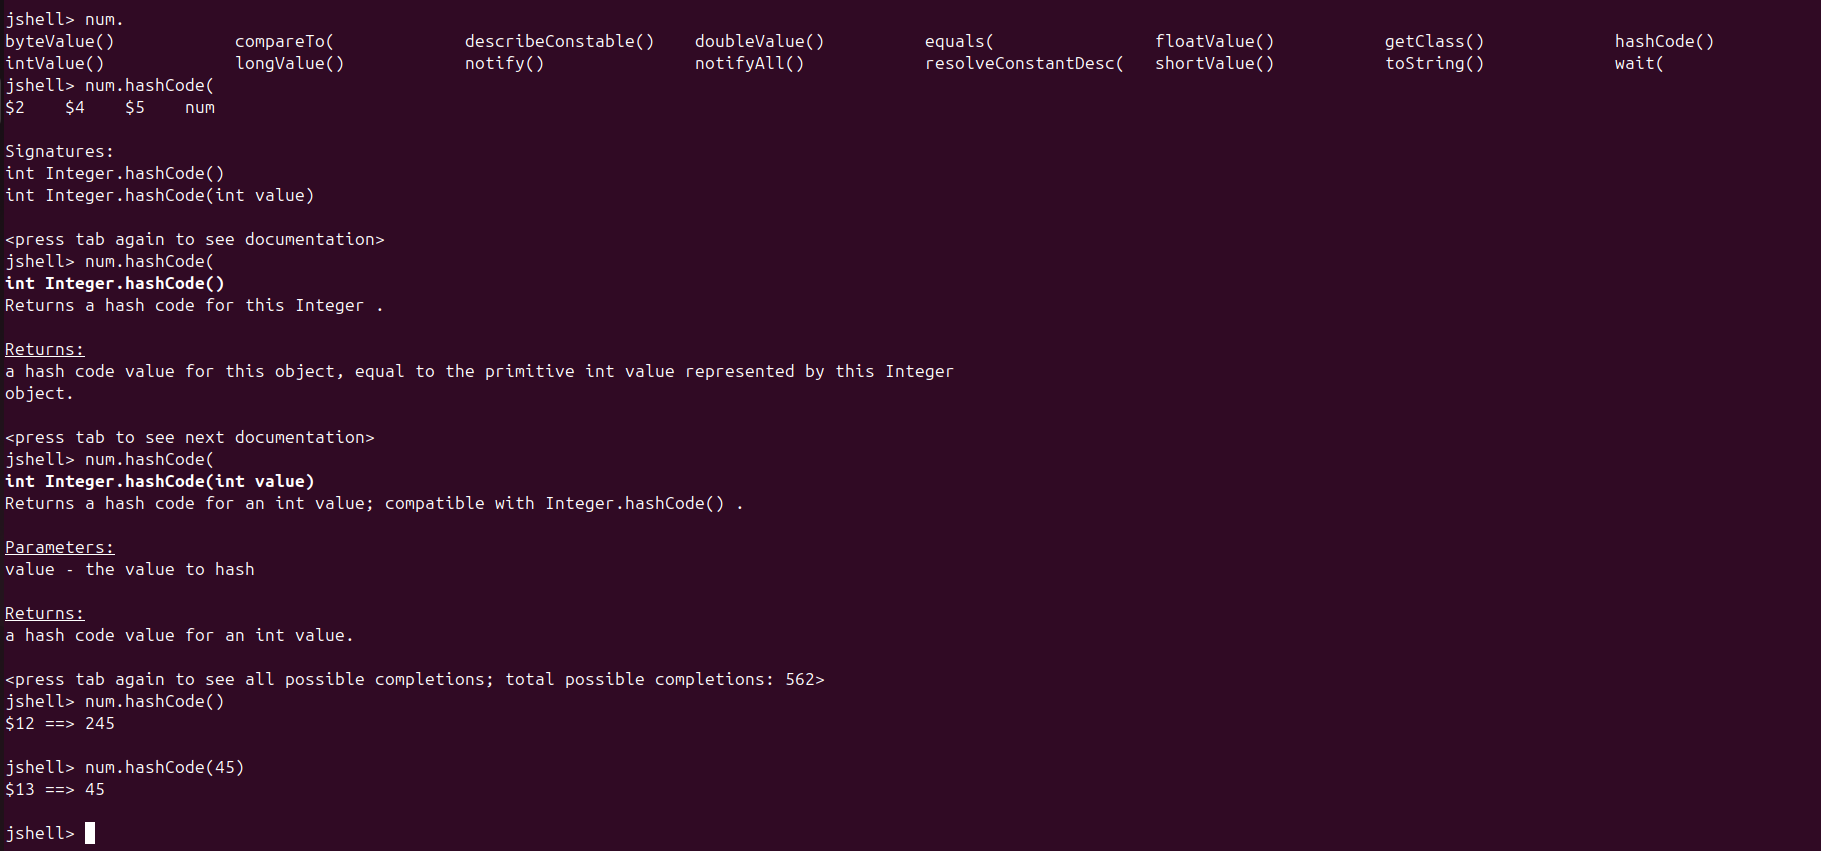 jshell> num.
byteValue() compareTo( describeConstable() doubleValue() equals( floatValue() getClass() hashCode()
intValue() longValue() notify() notifyAll() resolveConstantDesc( shortValue() toString() wait(
jshell> num.hashCode(
$2 $4 $5 num
Signatures:
int Integer.hashCode()
int Integer.hashCode(int value)
<press tab again to see documentation>
jshell> num.hashCode(
int Integer.hashCode()
Returns a hash code for this Integer .
Returns:
a hash code value for this object, equal to the primitive int value represented by this Integer
object.
<press tab to see next documentation>
jshell> num.hashCode(
int Integer.hashCode(int value)
Returns a hash code for an int value; compatible with Integer.hashCode() .
Parameters:
value - the value to hash
Returns:
a hash code value for an int value.
<press tab again to see all possible completions; total possible completions: 562>
jshell> num.hashCode()
$12 ==> 245
jshell> num.hashCode(45)
$13 ==> 45
jshell>